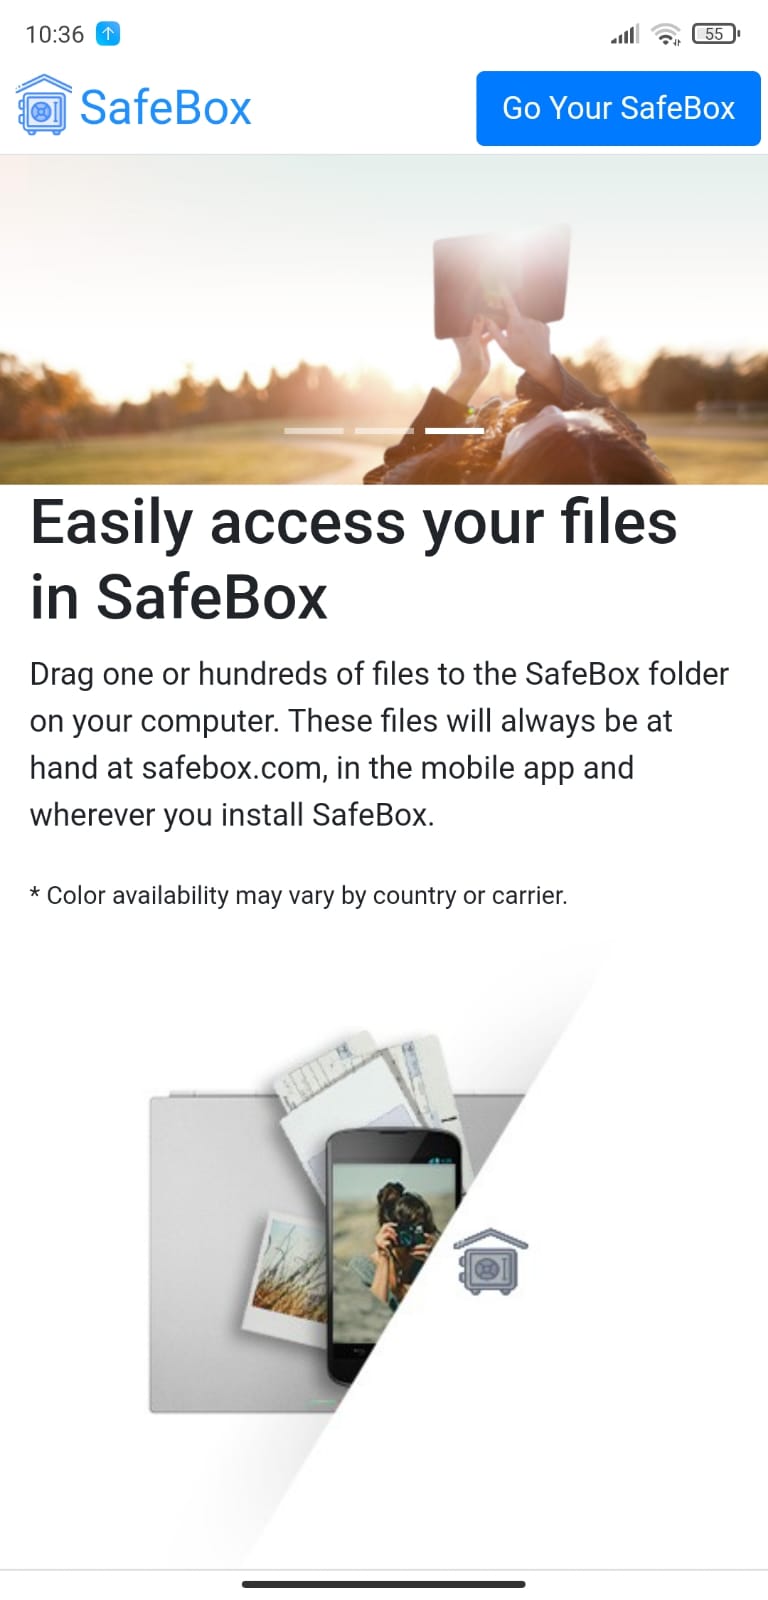 10:36
55
SafeBox
Go Your SafeBox
Easily access your files
in SafeBox
Drag one or hundreds of files to the SafeBox folder
on your computer. These files will always be at
hand at safebox.com, in the mobile app and
wherever you install SafeBox.
* Color availability may vary by country or carrier.